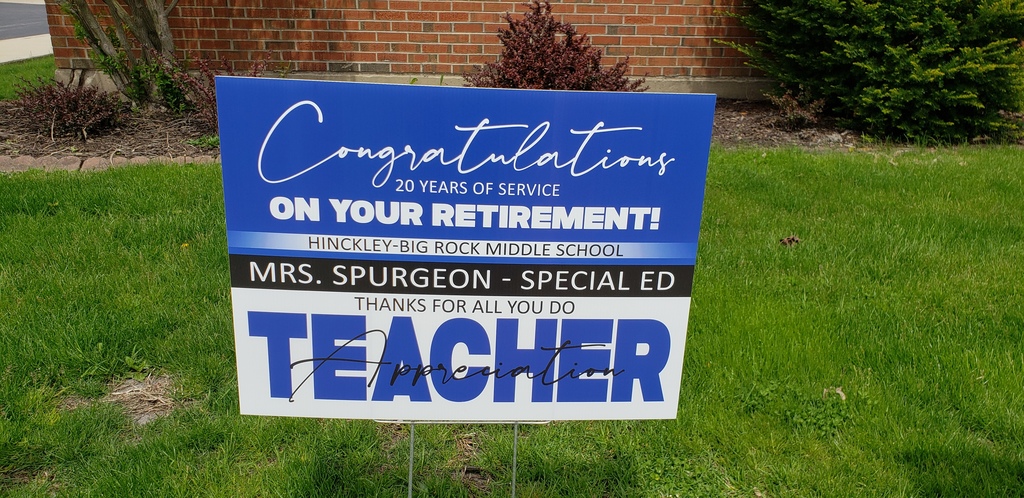 Congratulations
20 YEARS OF SERVICE
ON YOUR RETIREMENT!
HINCKLEY-BIG ROCK MIDDLE SCHOOL
MRS. SPURGEON - SPECIAL ED
THANKS FOR ALL YOU DO
TEACHER
Appreciation